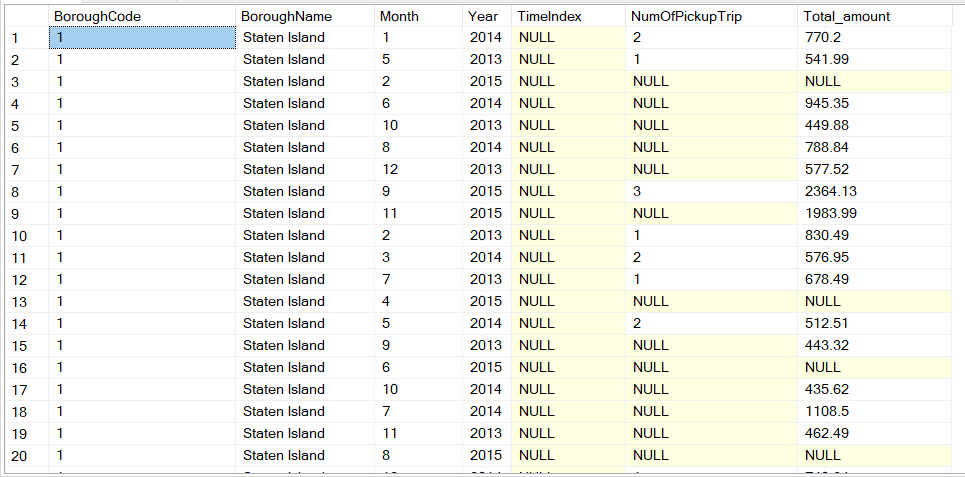 BoroughCode BoroughName Month Year TimeIndex NumOfPickupTrip Total_amount
1 1 Staten Island 1 2014 NULL 2 770.2
2 1 Staten Island 5 2013 NULL 1 541.99
3 1 Staten Island 2 2015 NULL NULL NULL
4 1 Staten Island 6 2014 NULL NULL 945.35
5 1 Staten Island 10 2013 NULL NULL 449.88
6 1 Staten Island 8 2014 NULL NULL 788.84
7 1 Staten Island 12 2013 NULL NULL 577.52
8 1 Staten Island 9 2015 NULL 3 2364.13
9 1 Staten Island 11 2015 NULL NULL 1983.99
10 1 Staten Island 2 2013 NULL 1 830.49
11 1 Staten Island 3 2014 NULL 2 576.95
12 1 Staten Island 7 2013 NULL 1 678.49
13 1 Staten Island 4 2015 NULL NULL NULL
14 1 Staten Island 5 2014 NULL 2 512.51
15 1 Staten Island 9 2013 NULL NULL 443.32
16 1 Staten Island 6 2015 NULL NULL NULL
17 1 Staten Island 10 2014 NULL NULL 435.62
18 1 Staten Island 7 2014 NULL NULL 1108.5
19 1 Staten Island 11 2013 NULL NULL 462.49
20 1 Staten Island 8 2015 NULL NULL NULL